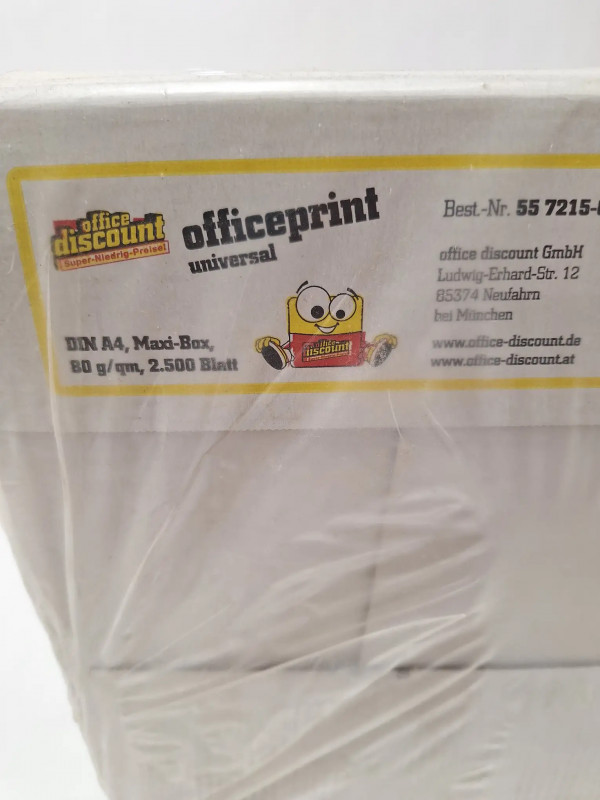 office
discount
Super-Niedrig-Preise!
officeprint
universal
DIN A4, Maxi-Box,
80 g/qm, 2.500 Blatt
office
discount
Best.-Nr. 55 7215-
office discount GmbH
Ludwig-Erhard-Str. 12
85374 Neufahrn
bei München
www.office-discount.de
www.office-discount.at